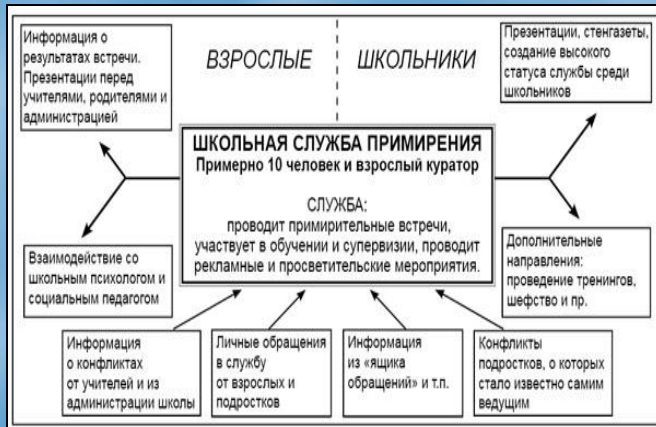 Информация о
результатах встречи.
Презентации перед
учителями, родителями и
администрацией
ВЗРОСЛЫЕ
ШКОЛЬНИКИ
Презентации, стенгазеты,
создание высокого
статуса службы среди
школьников
ШКОЛЬНАЯ СЛУЖБА ПРИМИРЕНИЯ
Примерно 10 человек и взрослый куратор
СЛУЖБА:
проводит примирительные встречи,
участвует в обучении и супервизии, проводит
рекламные и просветительские мероприятия.
Взаимодействие со
школьным психологом и
социальным педагогом
Дополнительные
направления:
проведение тренингов,
шефство и пр.
Информация
о конфликтах
от учителей и из
администрации школы
Личные обращения
в службу
от взрослых и
подростков
Информация
из «ящика
обращений» и т.п.
Конфликты
подростков, о которых
стало известно самим
ведущим